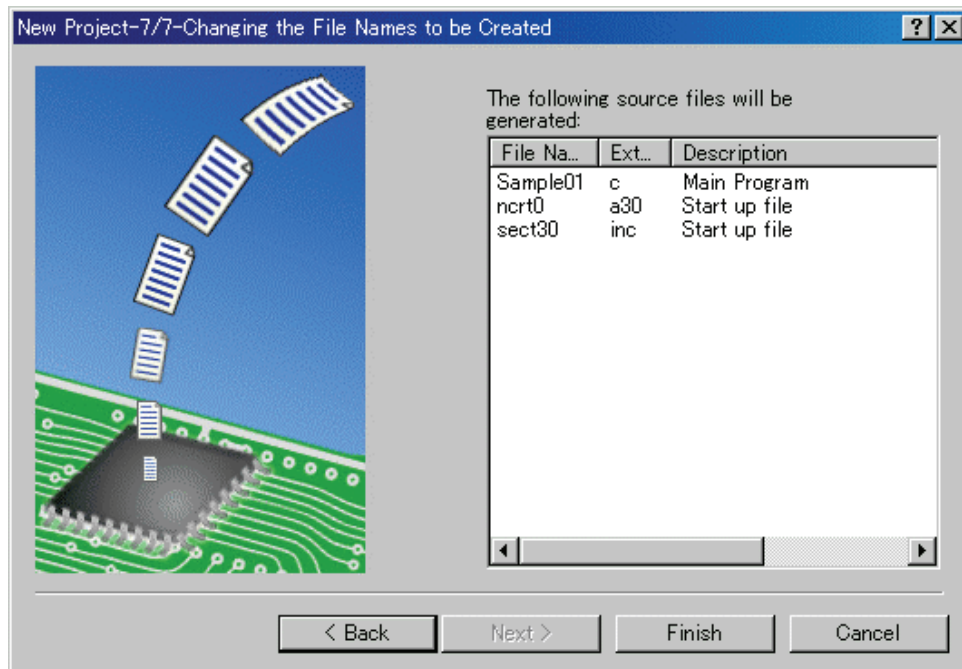 New Project-7/7-Changing the File Names to be Created
The following source files will be
generated:
File Na... Ext... Description
Sample01 c Main Program
ncrt0 a30 Start up file
sect30 inc Start up file
< Back Next > Finish Cancel